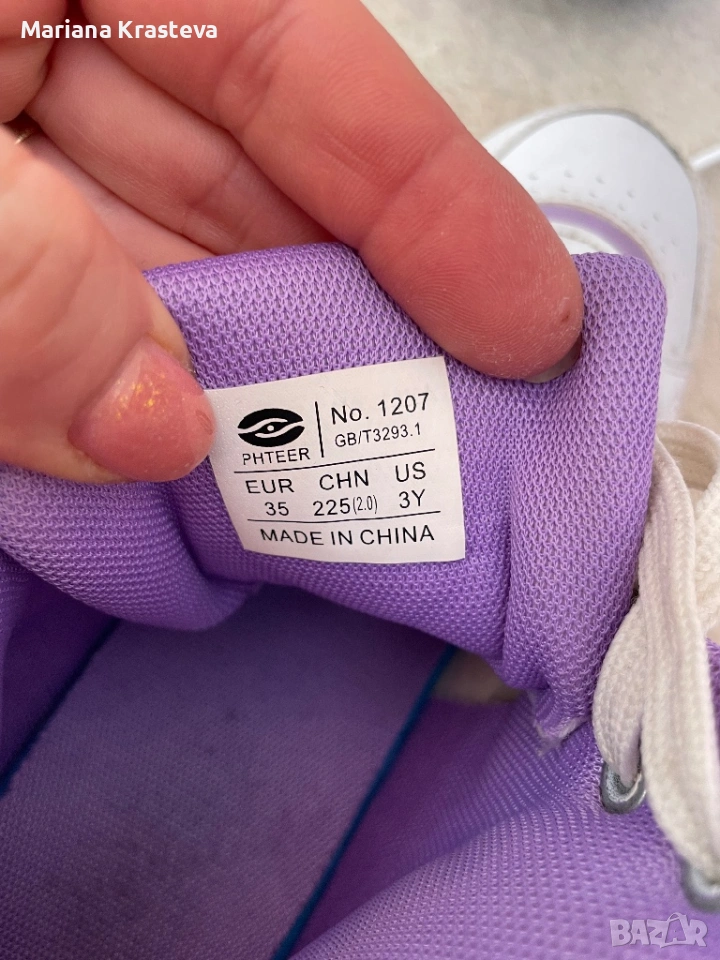 Mariana Krasteva
PHTEER
No. 1207
GB/T3293.1
EUR CHN US
35 225(2.0) 3Y
MADE IN CHINA
BAZAR